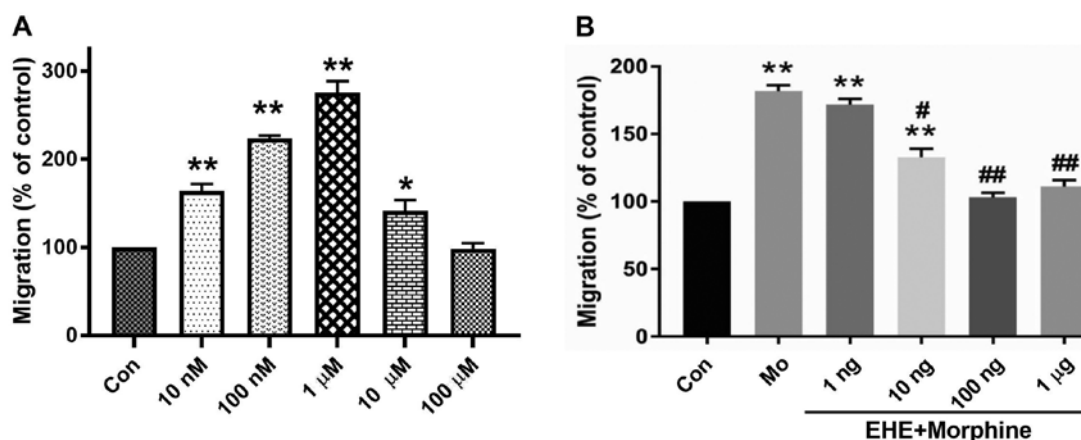 A
Migration (% of control)
300
200
100
0
**
**
**
*
Con
10 nM
100 nM
1 μM
10 μM
100 μM
B
Migration (% of control)
200
150
100
50
0
**
**
#
**
##
##
Con
Mo
1 ng
10 ng
100 ng
1 μg
EHE+Morphine